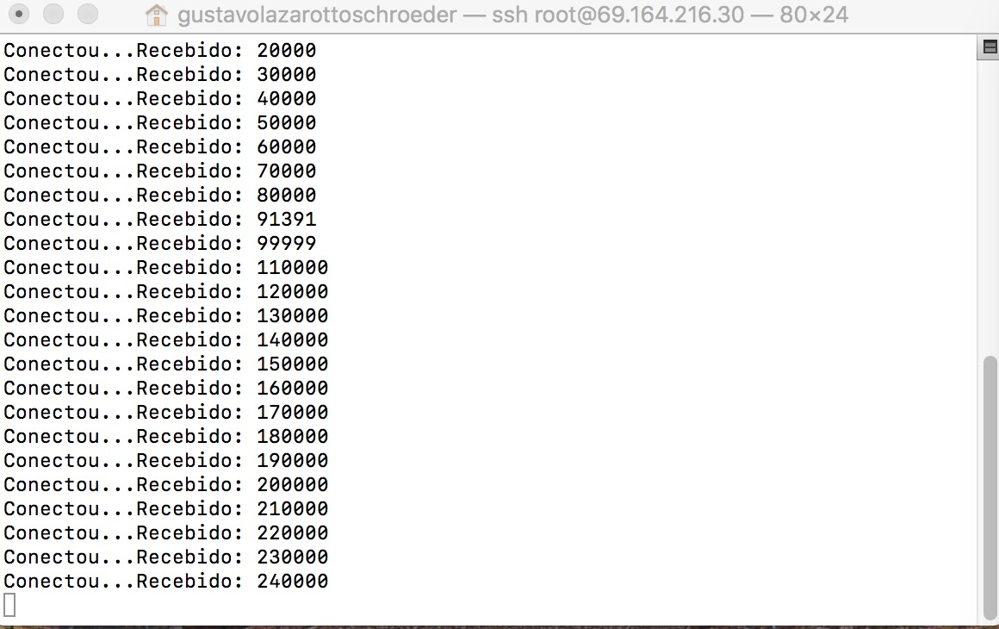 gustavolazarottoschroeder — ssh root@69.164.216.30 — 80×24
Conectou...Recebido: 20000
Conectou...Recebido: 30000
Conectou...Recebido: 40000
Conectou...Recebido: 50000
Conectou...Recebido: 60000
Conectou...Recebido: 70000
Conectou...Recebido: 80000
Conectou...Recebido: 91391
Conectou...Recebido: 99999
Conectou...Recebido: 110000
Conectou...Recebido: 120000
Conectou...Recebido: 130000
Conectou...Recebido: 140000
Conectou...Recebido: 150000
Conectou...Recebido: 160000
Conectou...Recebido: 170000
Conectou...Recebido: 180000
Conectou...Recebido: 190000
Conectou...Recebido: 200000
Conectou...Recebido: 210000
Conectou...Recebido: 220000
Conectou...Recebido: 230000
Conectou...Recebido: 240000